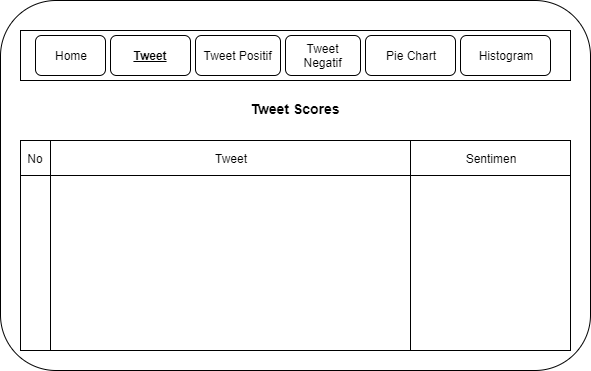 Home
Tweet
Tweet Positif
Tweet
Negatif
Pie Chart
Histogram
Tweet Scores
No
Tweet
Sentimen